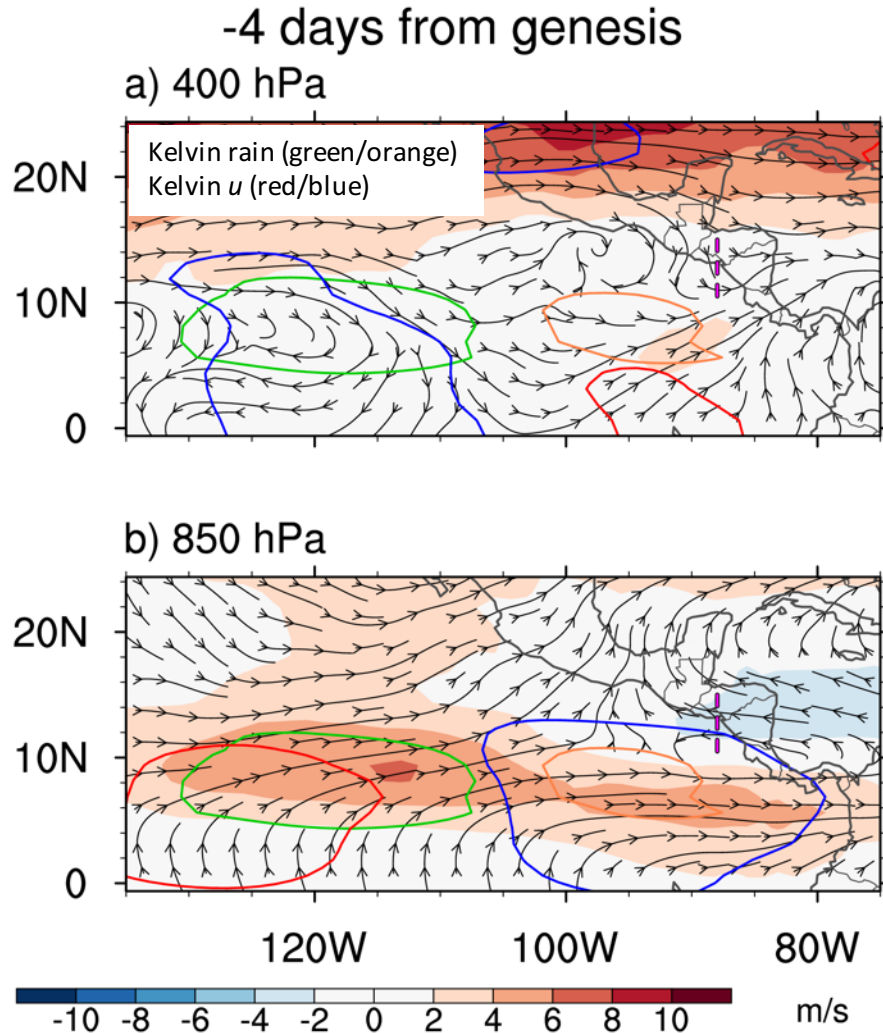 -4 days from genesis
a) 400 hPa
Kelvin rain (green/orange)
Kelvin u (red/blue)
20N
10N
0
b) 850 hPa
20N
10N
0
120W 100W 80W
-10 -8 -6 -4 -2 0 2 4 6 8 10 m/s